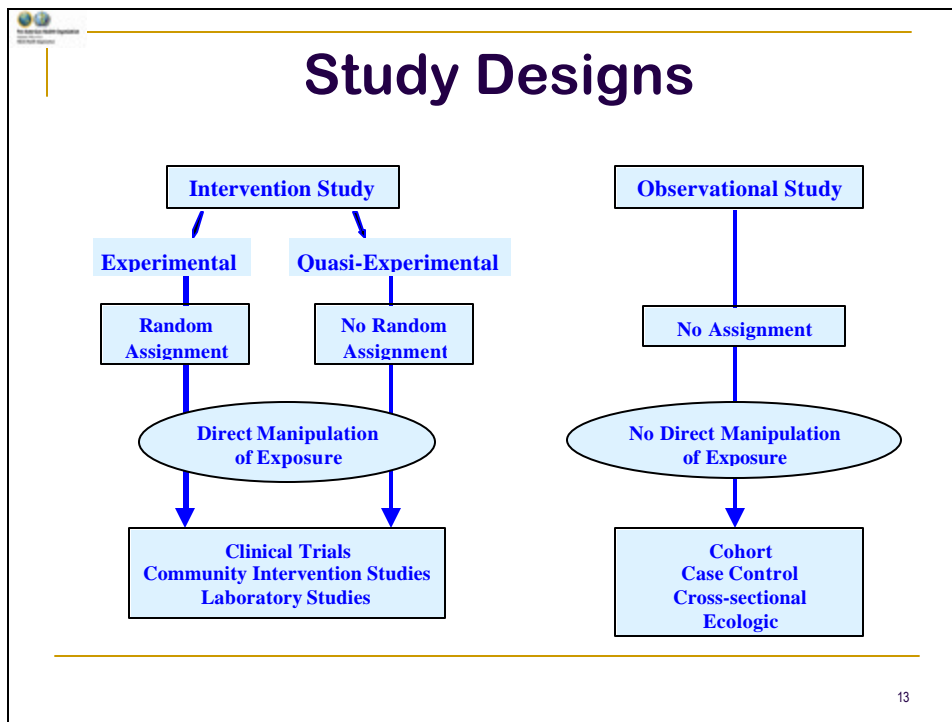 Study Designs
Intervention Study
Observational Study
Experimental
Quasi-Experimental
Random
Assignment
No Random
Assignment
No Assignment
Direct Manipulation
of Exposure
No Direct Manipulation
of Exposure
Clinical Trials
Community Intervention Studies
Laboratory Studies
Cohort
Case Control
Cross-sectional
Ecologic
13